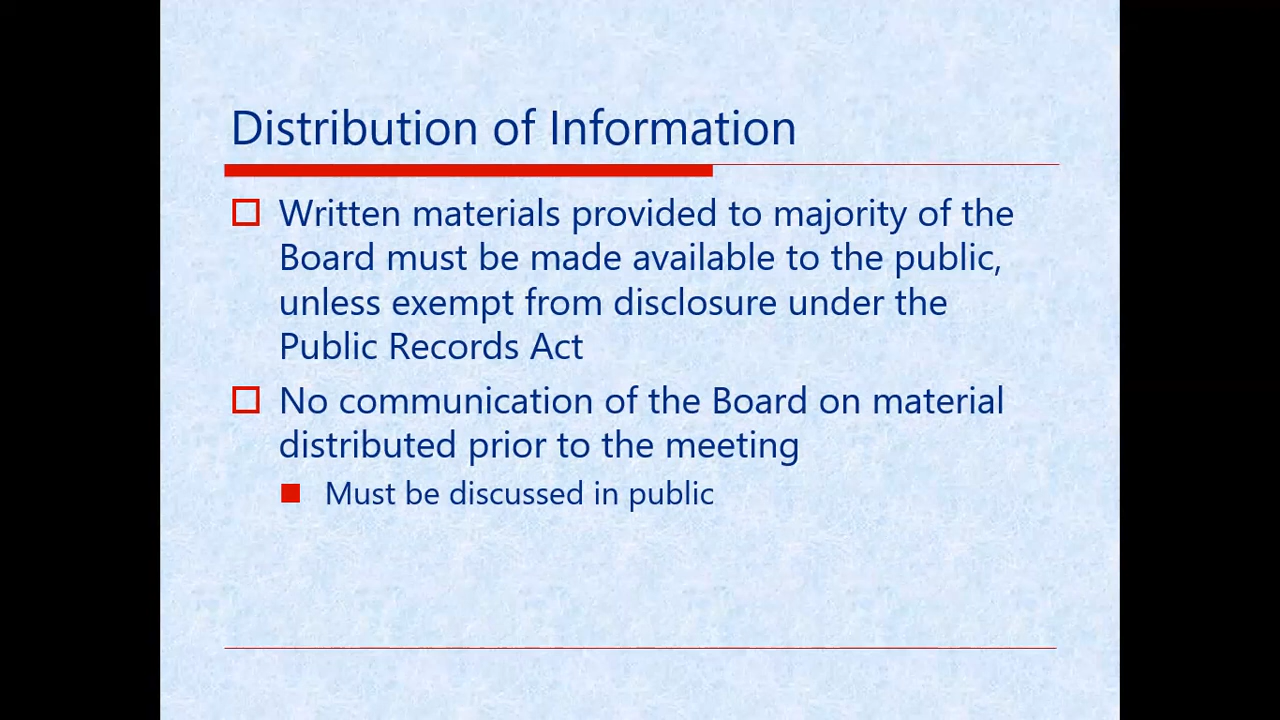 Distribution of Information
Written materials provided to majority of the
Board must be made available to the public,
unless exempt from disclosure under the
Public Records Act
No communication of the Board on material
distributed prior to the meeting
Must be discussed in public